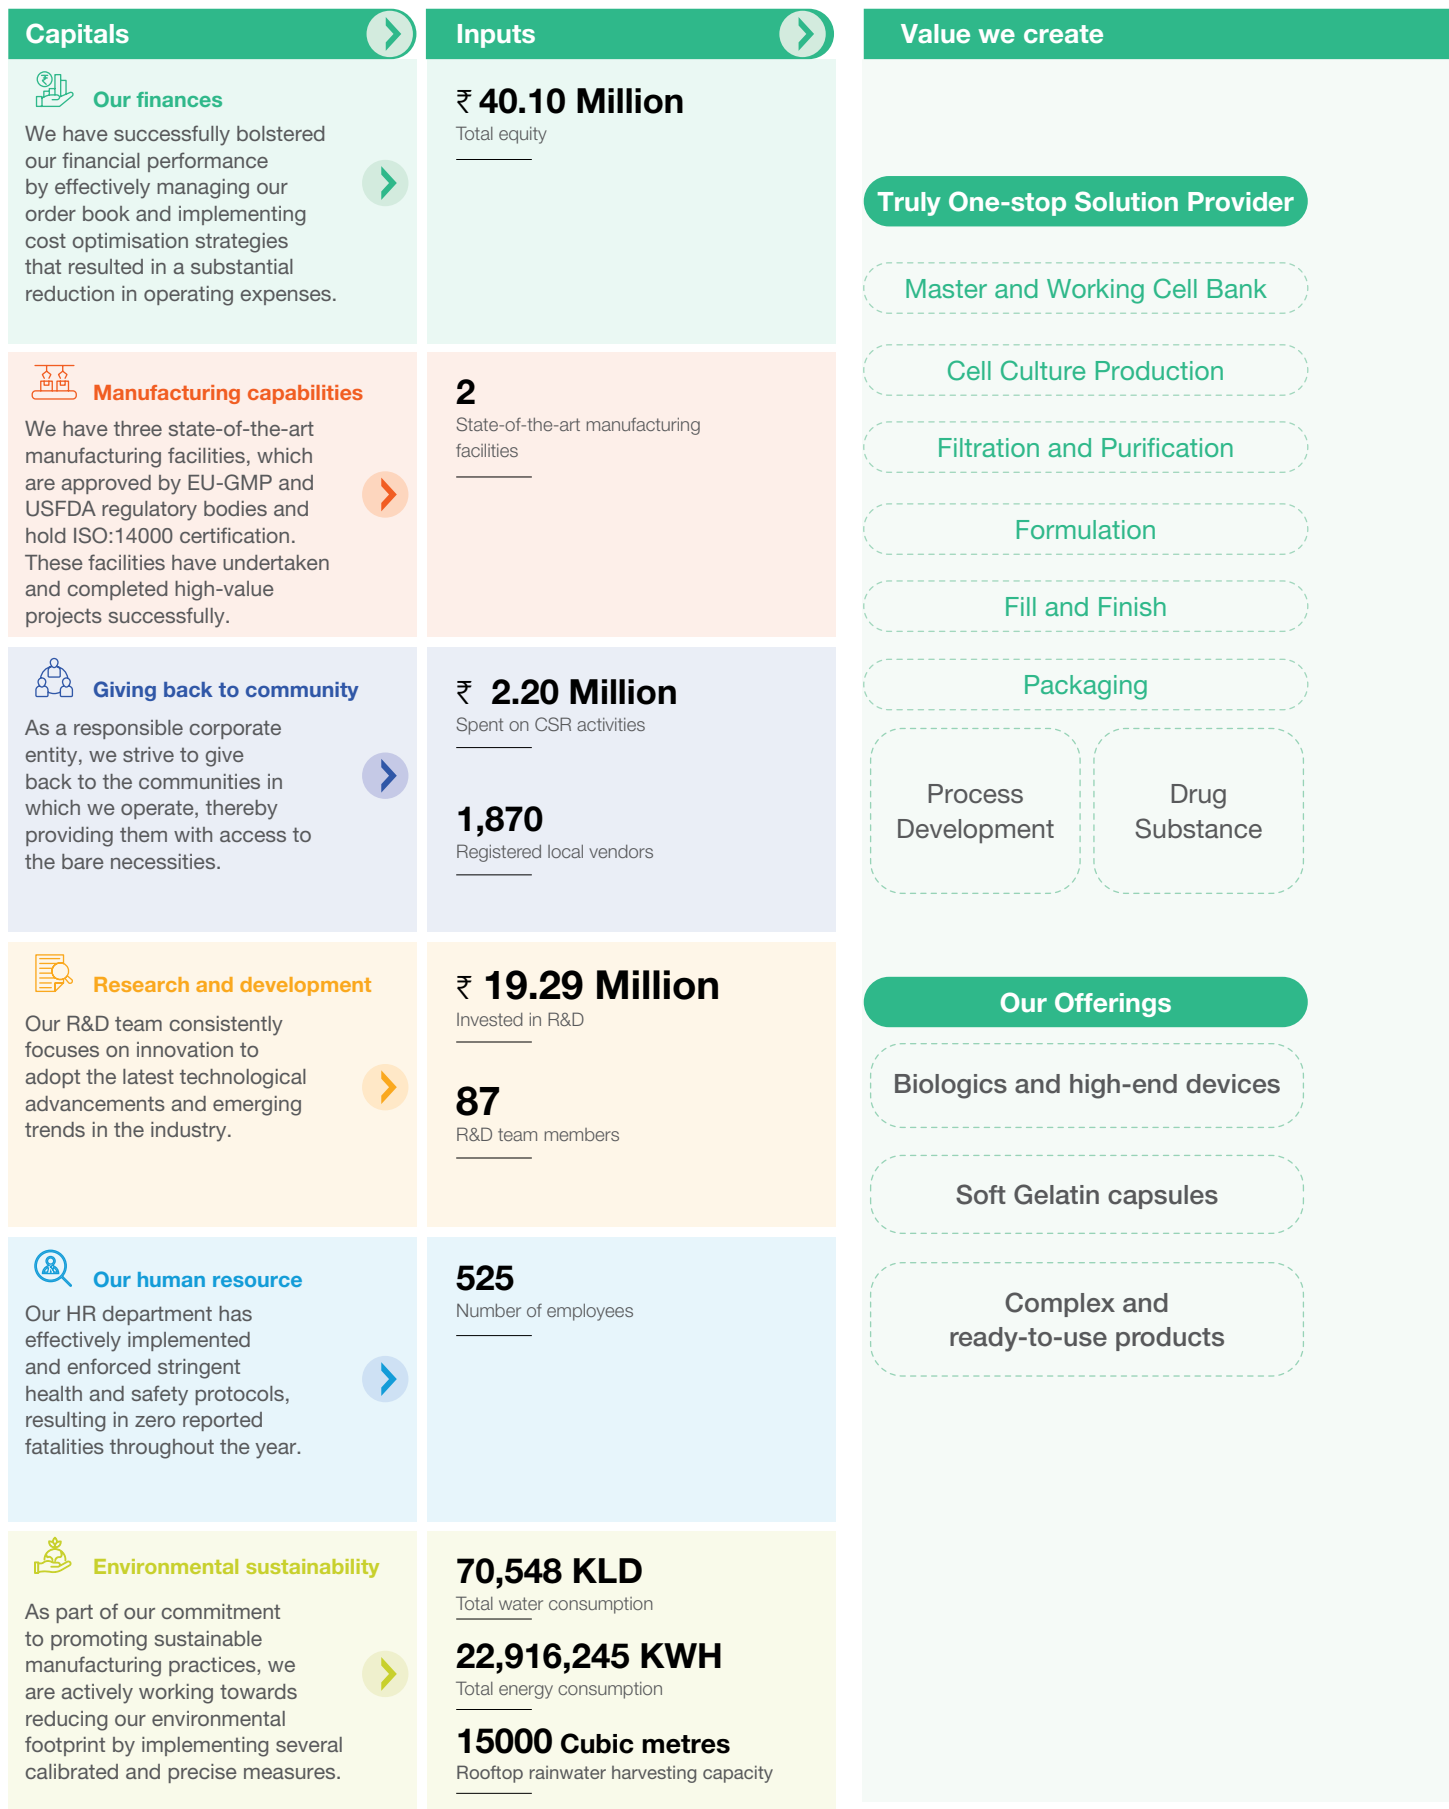 Capitals
Inputs
Value we create
Our finances
We have successfully bolstered
our financial performance
by effectively managing our
order book and implementing
cost optimisation strategies
that resulted in a substantial
reduction in operating expenses.
₹ 40.10 Million
Total equity
Manufacturing capabilities
We have three state-of-the-art
manufacturing facilities, which
are approved by EU-GMP and
USFDA regulatory bodies and
hold ISO:14000 certification.
These facilities have undertaken
and completed high-value
projects successfully.
2
State-of-the-art manufacturing
facilities
Giving back to community
As a responsible corporate
entity, we strive to give
back to the communities in
which we operate, thereby
providing them with access to
the bare necessities.
₹ 2.20 Million
Spent on CSR activities
1,870
Registered local vendors
Research and development
Our R&D team consistently
focuses on innovation to
adopt the latest technological
advancements and emerging
trends in the industry.
₹ 19.29 Million
Invested in R&D
87
R&D team members
Our human resource
Our HR department has
effectively implemented
and enforced stringent
health and safety protocols,
resulting in zero reported
fatalities throughout the year.
525
Number of employees
Environmental sustainability
As part of our commitment
to promoting sustainable
manufacturing practices, we
are actively working towards
reducing our environmental
footprint by implementing several
calibrated and precise measures.
70,548 KLD
Total water consumption
22,916,245 KWH
Total energy consumption
15000 Cubic metres
Rooftop rainwater harvesting capacity
Truly One-stop Solution Provider
Master and Working Cell Bank
Cell Culture Production
Filtration and Purification
Formulation
Fill and Finish
Packaging
Process
Development
Drug
Substance
Our Offerings
Biologics and high-end devices
Soft Gelatin capsules
Complex and
ready-to-use products